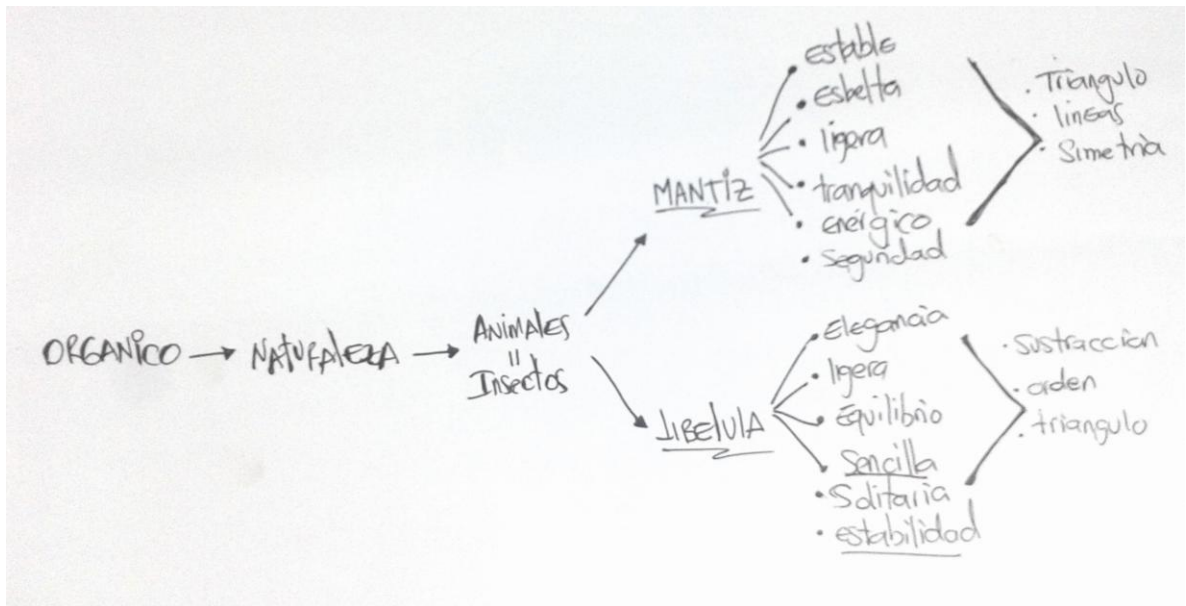 ORGANICO → NATURALEZA →
ANIMALES
=
Insectos
MANTÍZ
• estable
• esbelta
• ligera
• tranquilidad
• enérgico
• Seguridad
• Triangulo
• lineas
• Simetria
LIBELULA
• Elegancia
• ligera
• Equilibrio
Sencilla
• Solitaria
• estabilidad
• Sustraccion
• orden
• triangulo